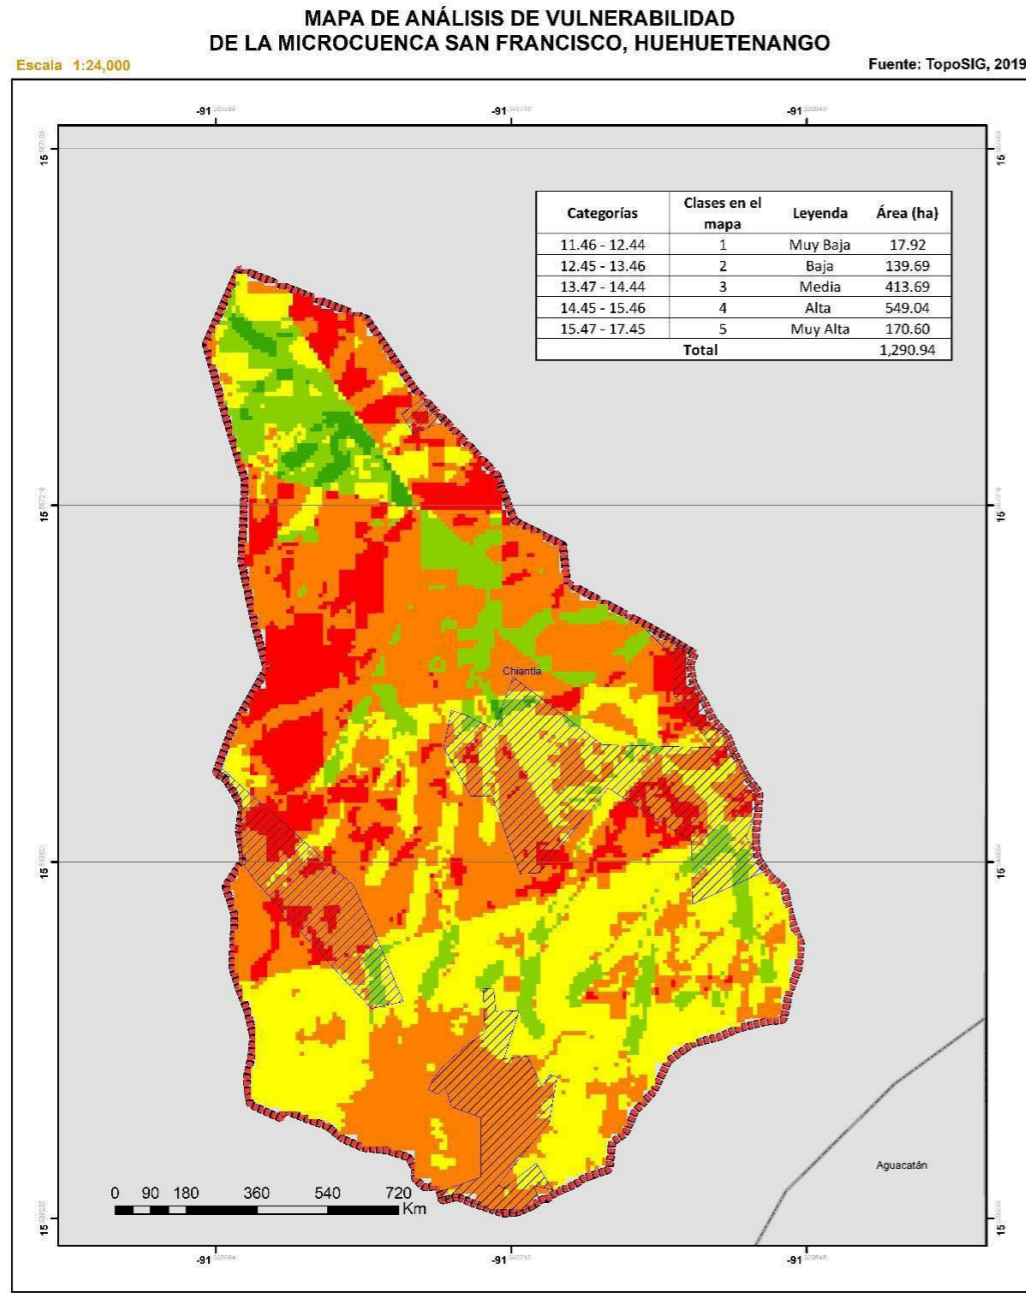 MAPA DE ANÁLISIS DE VULNERABILIDAD
DE LA MICROCUENCA SAN FRANCISCO, HUEHUETENANGO
Escala 1:24,000
Fuente: TopoSIG, 2019
-91 -91 -91
15 15
Categorías Clases en el mapa Leyenda Área (ha)
11.46 - 12.44 1 Muy Baja 17.92
12.45 - 13.46 2 Baja 139.69
13.47 - 14.44 3 Media 413.69
14.45 - 15.46 4 Alta 549.04
15.47 - 17.45 5 Muy Alta 170.60
Total 1,290.94
15 15
Chiantla
15 15
Aguacatán
0 90 180 360 540 720
Km
15 15
-91 -91 -91